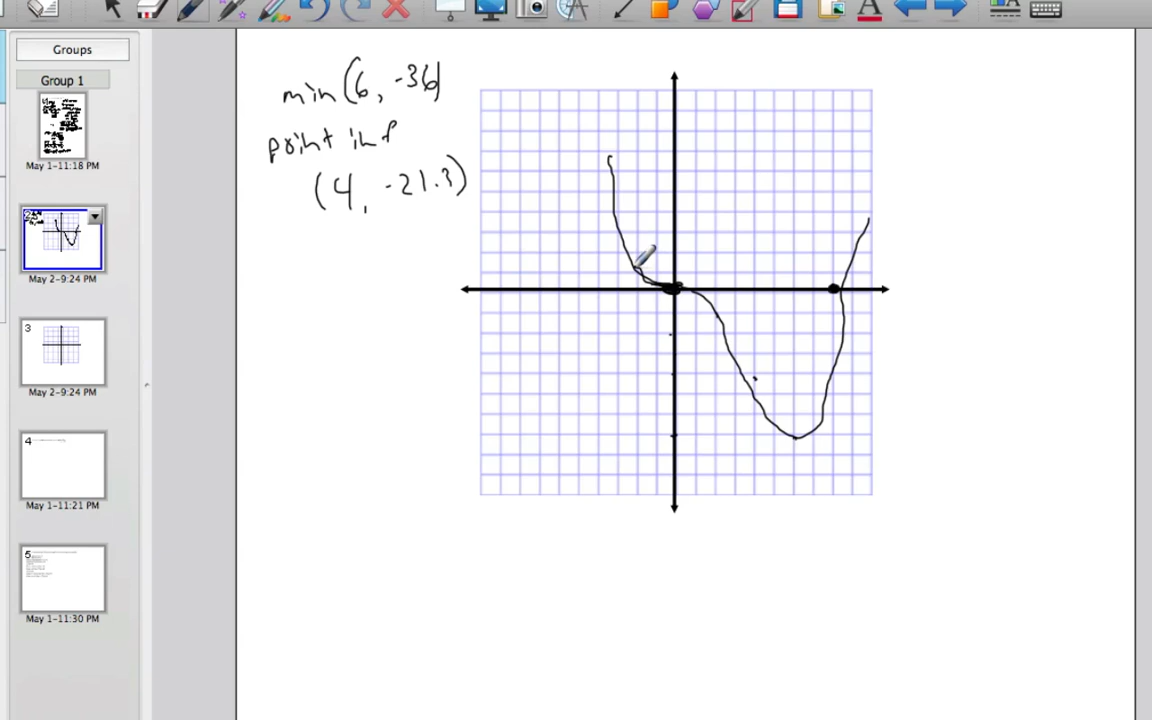 Groups
Group 1
May 1-11:18 PM
2
May 2-9:24 PM
3
May 2-9:24 PM
4
May 1-11:21 PM
5
May 1-11:30 PM
min (6, -36)
point inf
(4, -21.3)